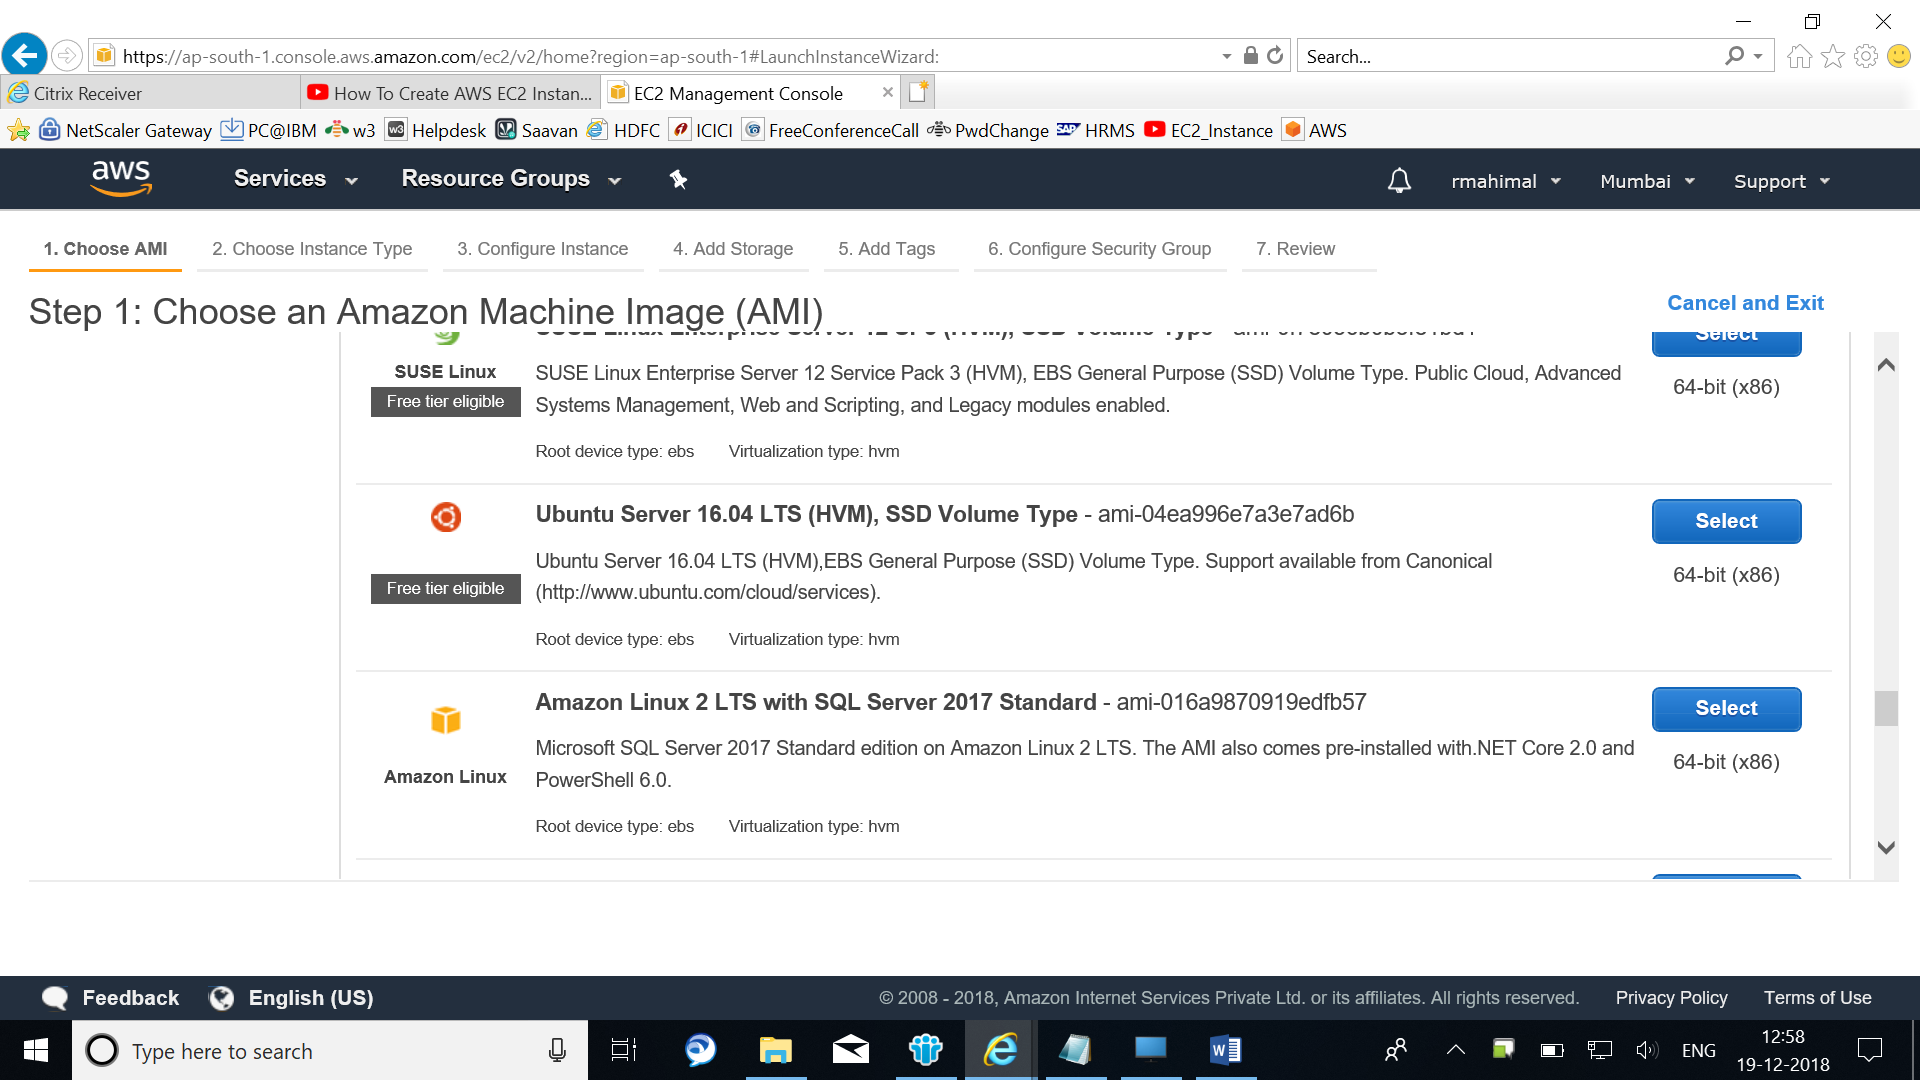 https://ap-south-1.console.aws.amazon.com/ec2/v2/home?region=ap-south-1#LaunchInstanceWizard:
Search...
Citrix Receiver
How To Create AWS EC2 Instan...
EC2 Management Console
NetScaler Gateway PC@IBM w3 Helpdesk Saavan HDFC ICICI FreeConferenceCall PwdChange HRMS EC2_Instance AWS
aws Services Resource Groups rmahimal Mumbai Support
1. Choose AMI 2. Choose Instance Type 3. Configure Instance 4. Add Storage 5. Add Tags 6. Configure Security Group 7. Review
Step 1: Choose an Amazon Machine Image (AMI)
Cancel and Exit
SUSE Linux Enterprise Server 12 SP3 (HVM), SSD Volume Type
Select
SUSE Linux
Free tier eligible
SUSE Linux Enterprise Server 12 Service Pack 3 (HVM), EBS General Purpose (SSD) Volume Type. Public Cloud, Advanced
Systems Management, Web and Scripting, and Legacy modules enabled.
64-bit (x86)
Root device type: ebs Virtualization type: hvm
Ubuntu Server 16.04 LTS (HVM), SSD Volume Type - ami-04ea996e7a3e7ad6b
Select
Free tier eligible
Ubuntu Server 16.04 LTS (HVM),EBS General Purpose (SSD) Volume Type. Support available from Canonical
(http://www.ubuntu.com/cloud/services).
64-bit (x86)
Root device type: ebs Virtualization type: hvm
Amazon Linux 2 LTS with SQL Server 2017 Standard - ami-016a9870919edfb57
Select
Amazon Linux
Microsoft SQL Server 2017 Standard edition on Amazon Linux 2 LTS. The AMI also comes pre-installed with.NET Core 2.0 and
PowerShell 6.0.
64-bit (x86)
Root device type: ebs Virtualization type: hvm
Feedback English (US)
© 2008 - 2018, Amazon Internet Services Private Ltd. or its affiliates. All rights reserved. Privacy Policy Terms of Use
Type here to search
ENG
12:58
19-12-2018